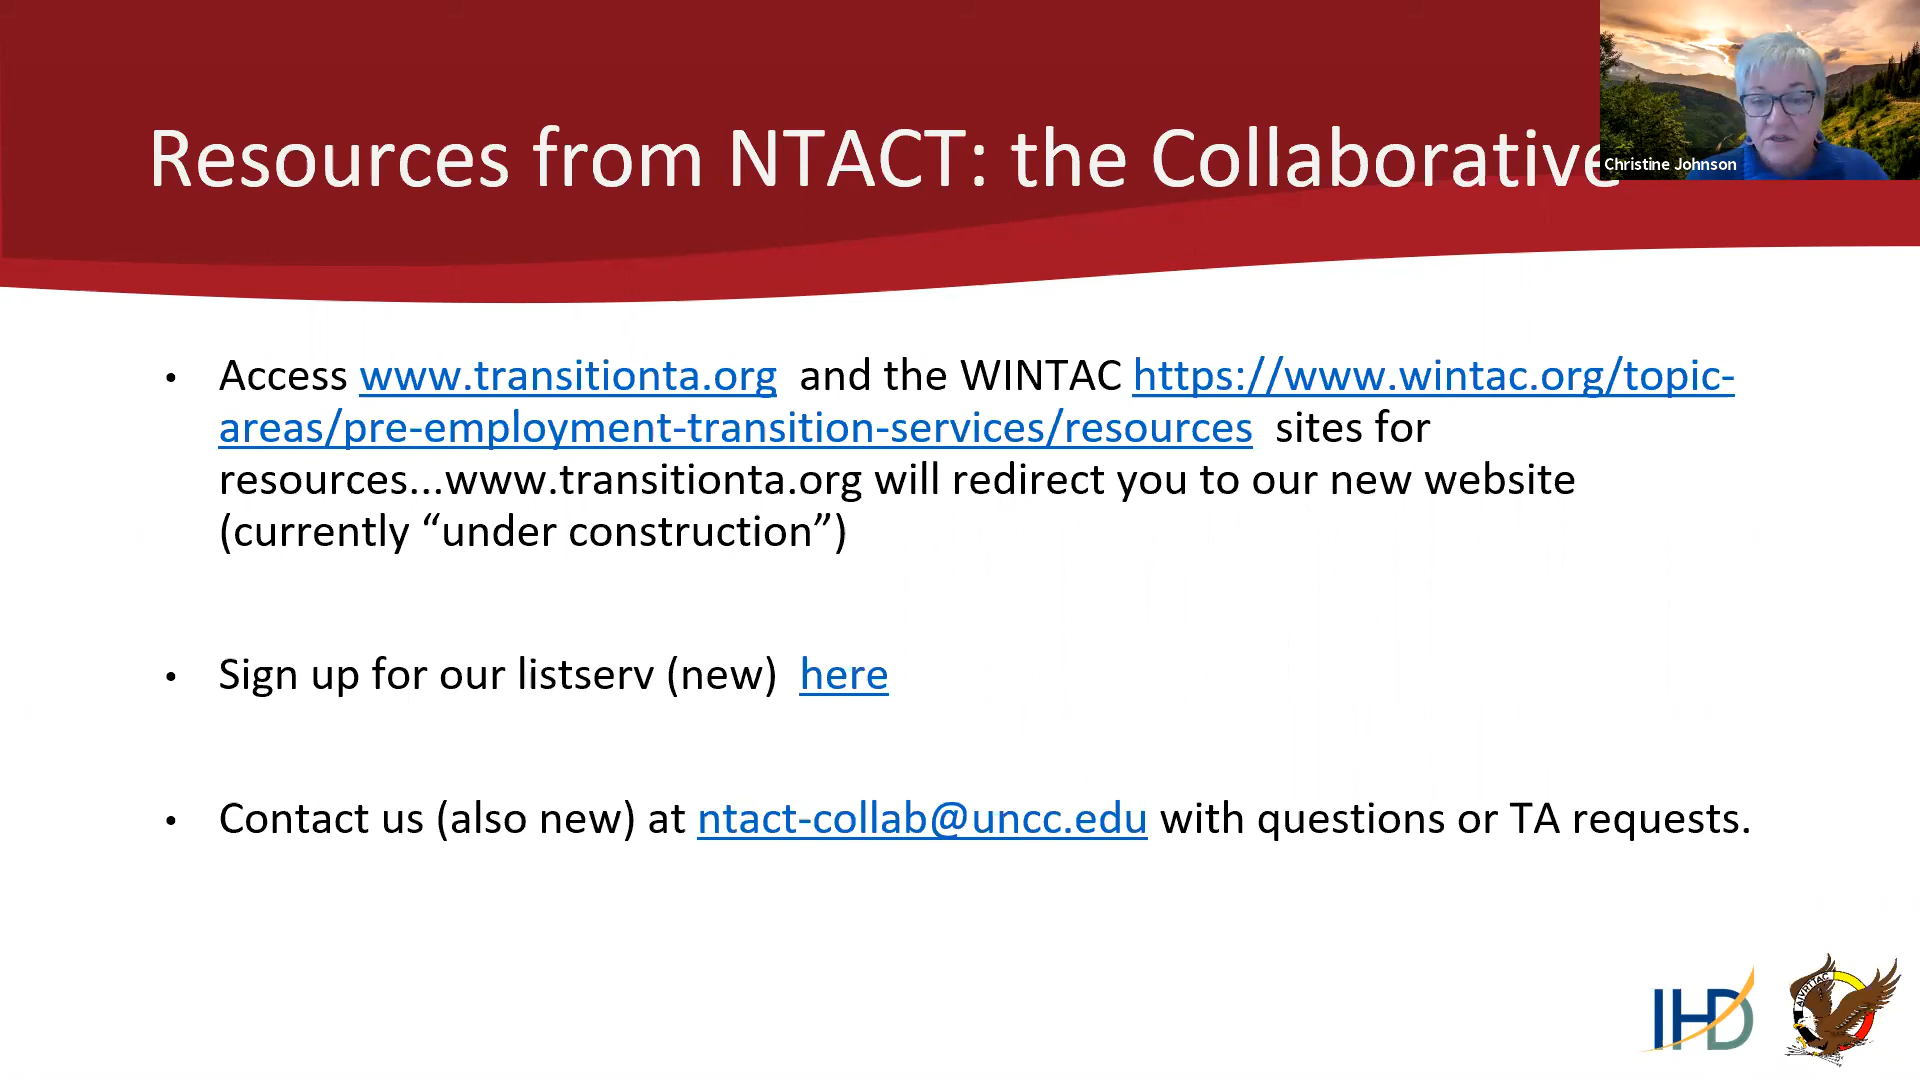 Resources from NTACT: the Collaborative
Christine Johnson
• Access www.transitionta.org and the WINTAC https://www.wintac.org/topic-
areas/pre-employment-transition-services/resources sites for
resources...www.transitionta.org will redirect you to our new website
(currently “under construction”)
• Sign up for our listserv (new) here
• Contact us (also new) at ntact-collab@uncc.edu with questions or TA requests.
IHD
AIVRTTAC